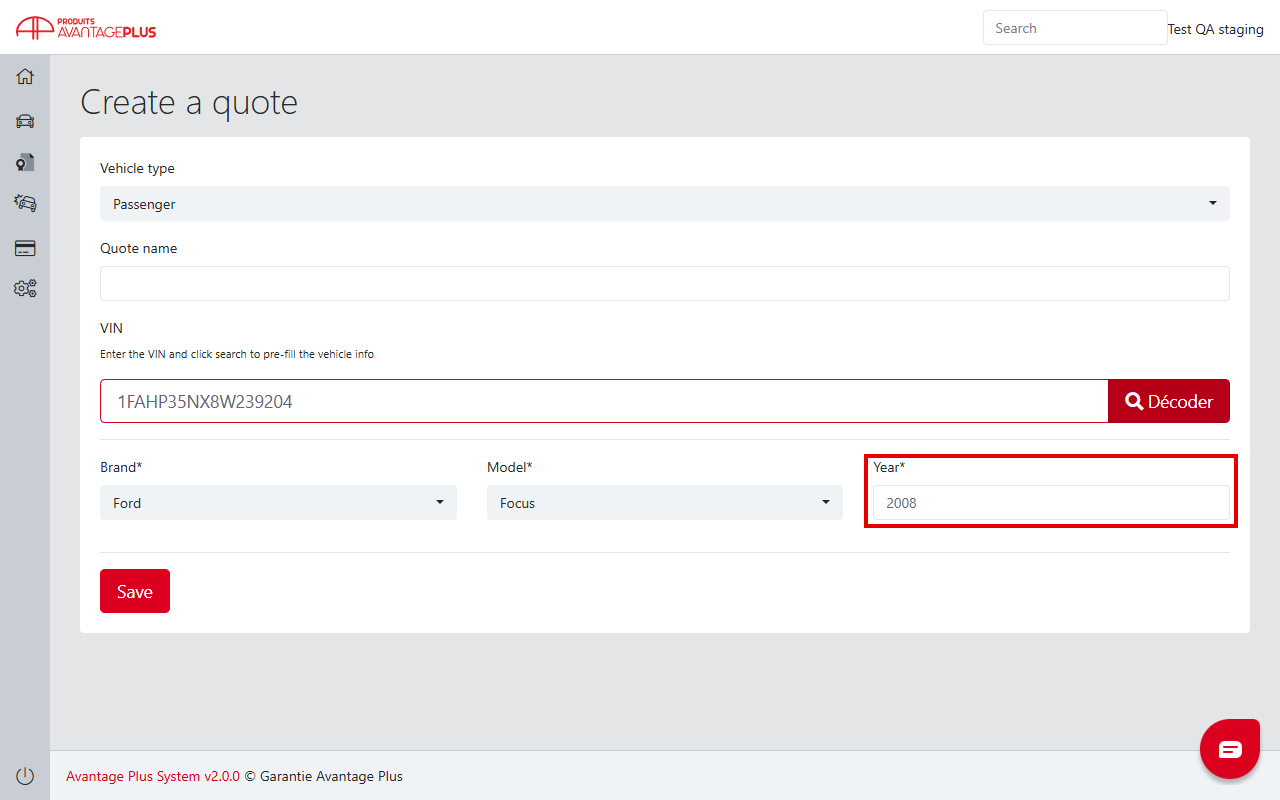 PRODUITS
AVANTAGEPLUS
Search
Test QA staging
Create a quote
Vehicle type
Passenger
Quote name
VIN
Enter the VIN and click search to pre-fill the vehicle info
1FAHP35NX8W239204
Décoder
Brand*
Model*
Year*
Ford
Focus
2008
Save
Avantage Plus System v2.0.0 © Garantie Avantage Plus